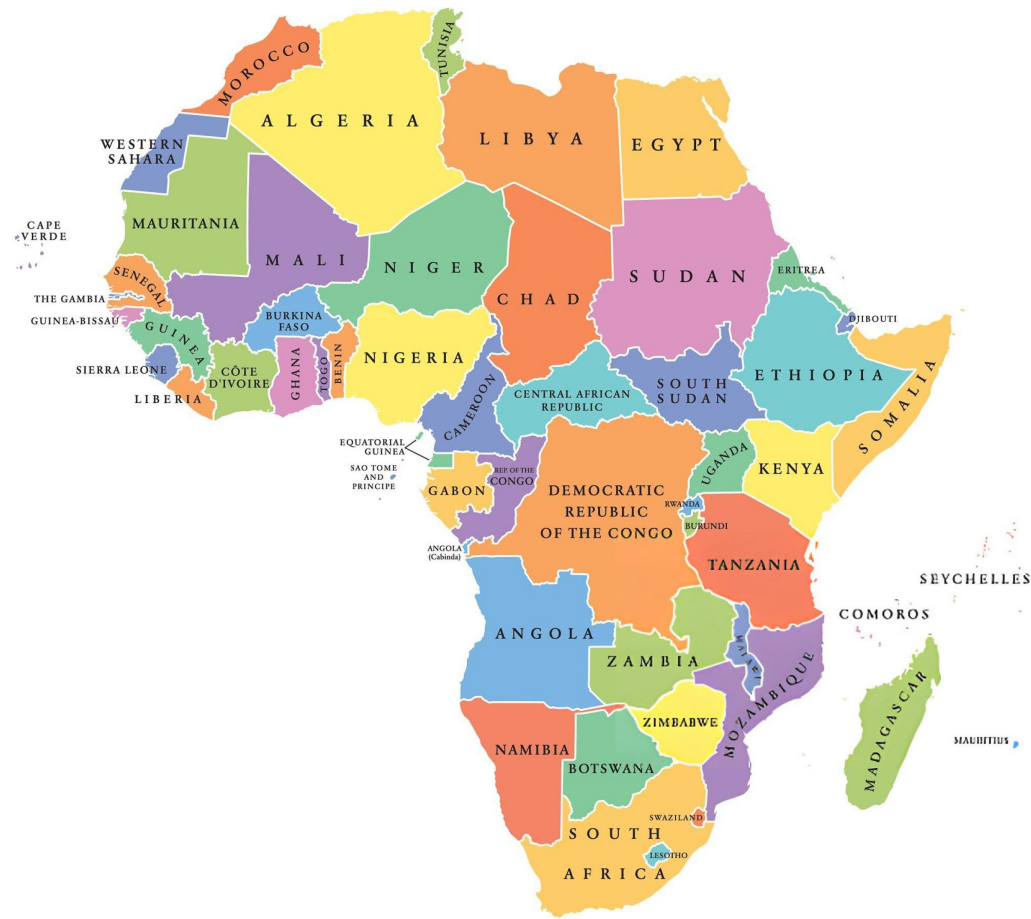 MOROCCO
TUNISIA
ALGERIA
LIBYA
EGYPT
WESTERN
SAHARA
MAURITANIA
MALI
NIGER
CHAD
SUDAN
ERITREA
CAPE
VERDE
SENEGAL
THE GAMBIA
GUINEA-BISSAU
GUINEA
SIERRA LEONE
LIBERIA
CÔTE
D'IVOIRE
BURKINA
FASO
GHANA
TOGO
BENIN
NIGERIA
CAMEROON
CENTRAL AFRICAN
REPUBLIC
SOUTH
SUDAN
ETHIOPIA
DJIBOUTI
SOMALIA
EQUATORIAL
GUINEA
SAO TOME
AND
PRINCIPE
GABON
REP. OF THE
CONGO
DEMOCRATIC
REPUBLIC
OF THE CONGO
UGANDA
KENYA
RWANDA
BURUNDI
TANZANIA
ANGOLA
(Cabinda)
ANGOLA
ZAMBIA
MALAWI
MOZAMBIQUE
SEYCHELLES
COMOROS
MADAGASCAR
MAURITIUS
NAMIBIA
BOTSWANA
ZIMBABWE
SWAZILAND
LESOTHO
SOUTH
AFRICA